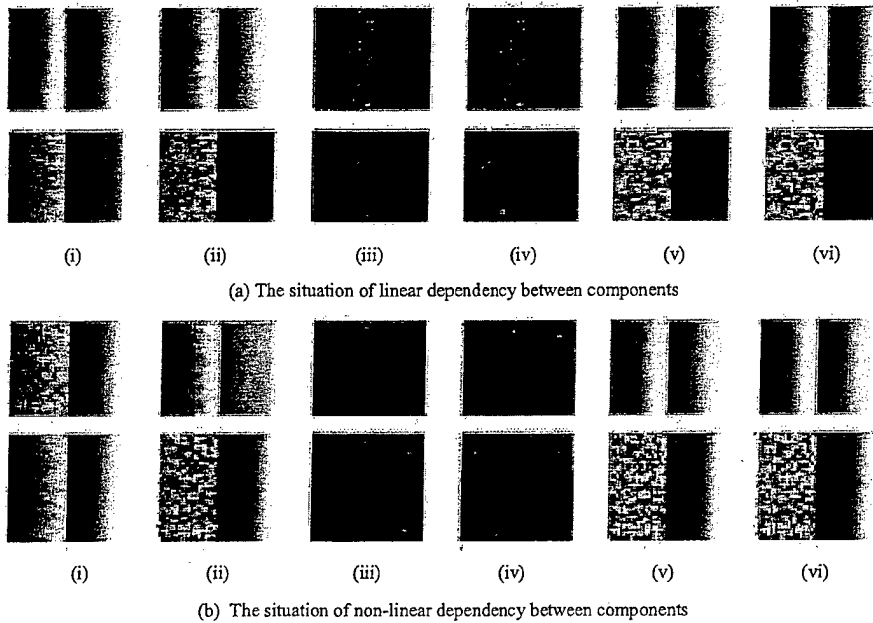 (i) (ii) (iii) (iv) (v) (vi)
(a) The situation of linear dependency between components
(i) (ii) (iii) (iv) (v) (vi)
(b) The situation of non-linear dependency between components